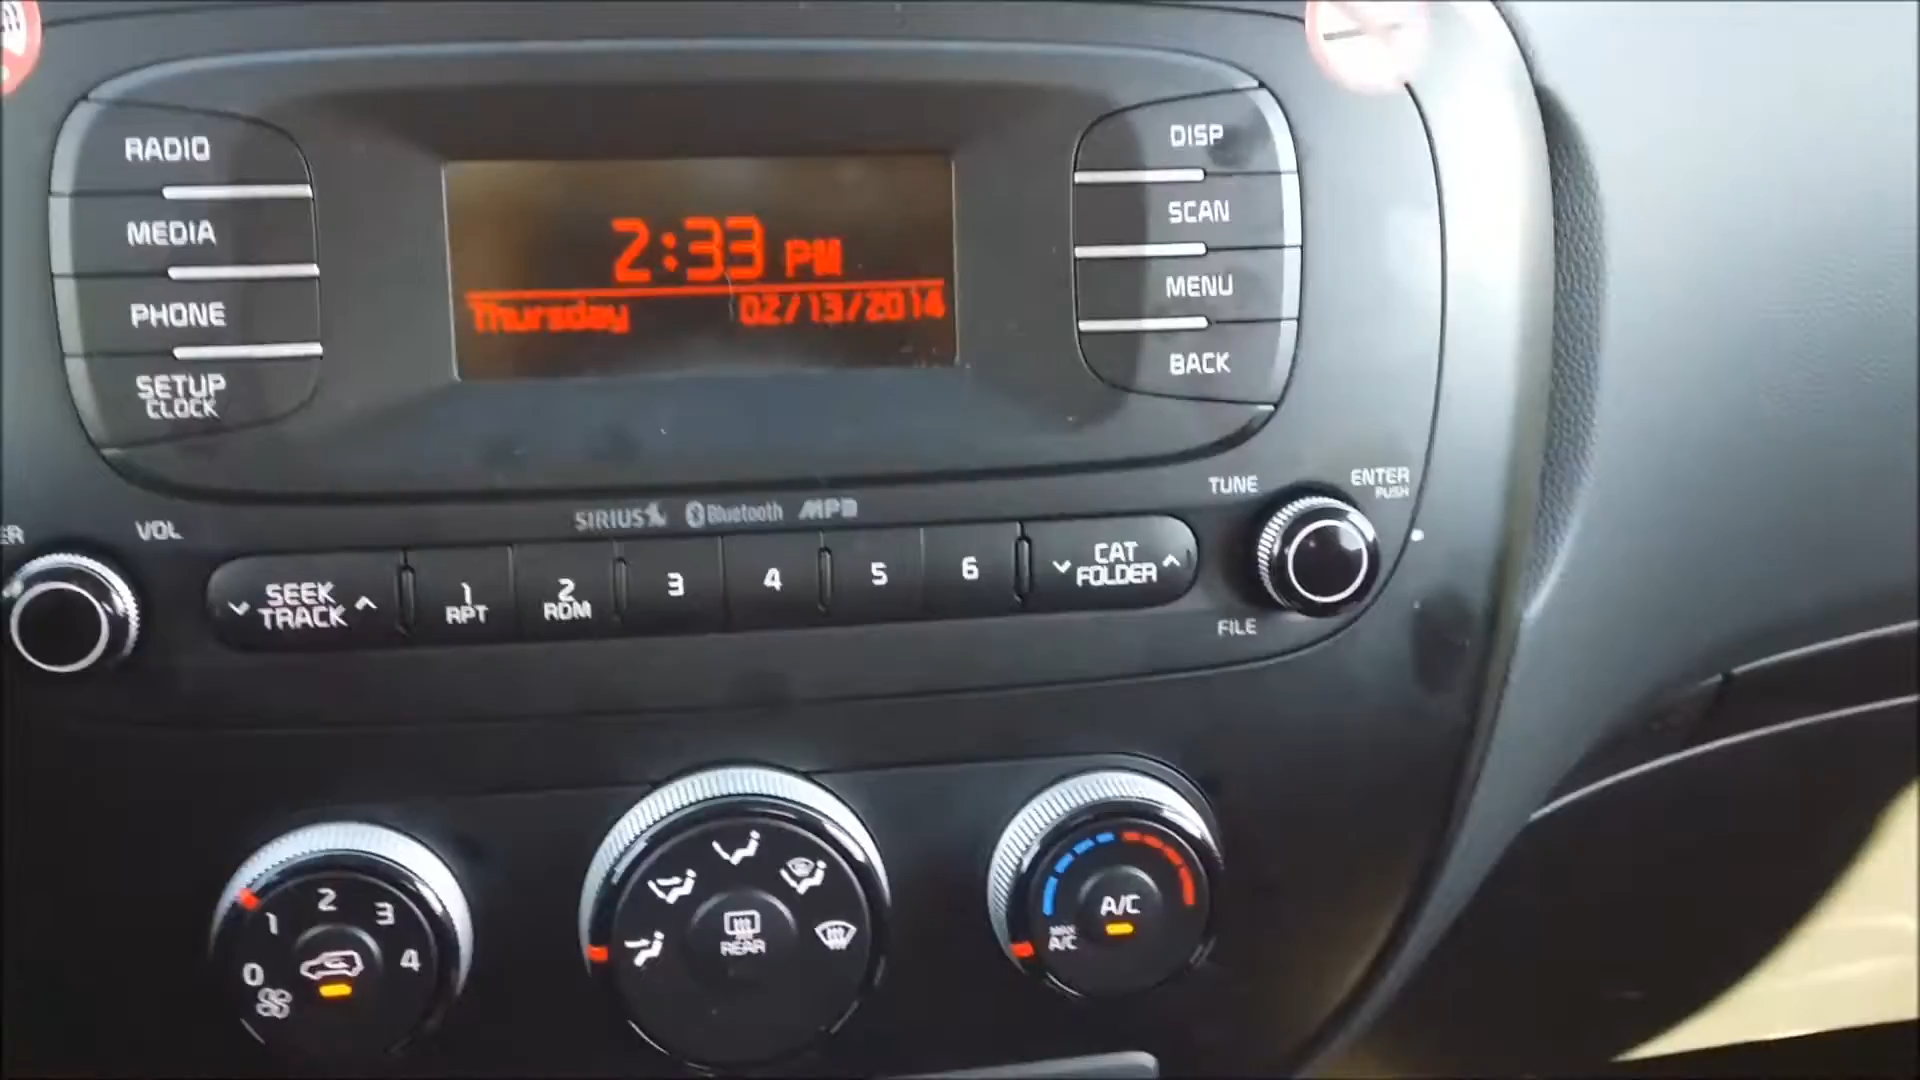 RADIO
MEDIA
PHONE
SETUP
CLOCK
2:33 PM
Thursday 02/13/2014
DISP
SCAN
MENU
BACK
VOL
SIRIUS Bluetooth MP3
TUNE
ENTER
PUSH
SEEK
TRACK
1
RPT
2
RDM
3
4
5
6
CAT
FOLDER
FILE
0
1
2
3
4
REAR
A/C
MAX
A/C